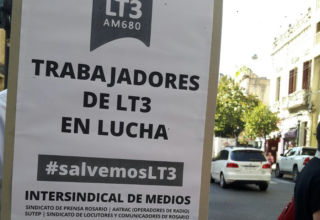 LT3
AM680
TRABAJADORES
DE LT3
EN LUCHA
#salvemosLT3
INTERSINDICAL DE MEDIOS
SINDICATO DE PRENSA ROSARIO | AATRAC (OPERADORES DE RADIO)
SUTEP | SINDICATO DE LOCUTORES Y COMUNICADORES DE ROSARIO